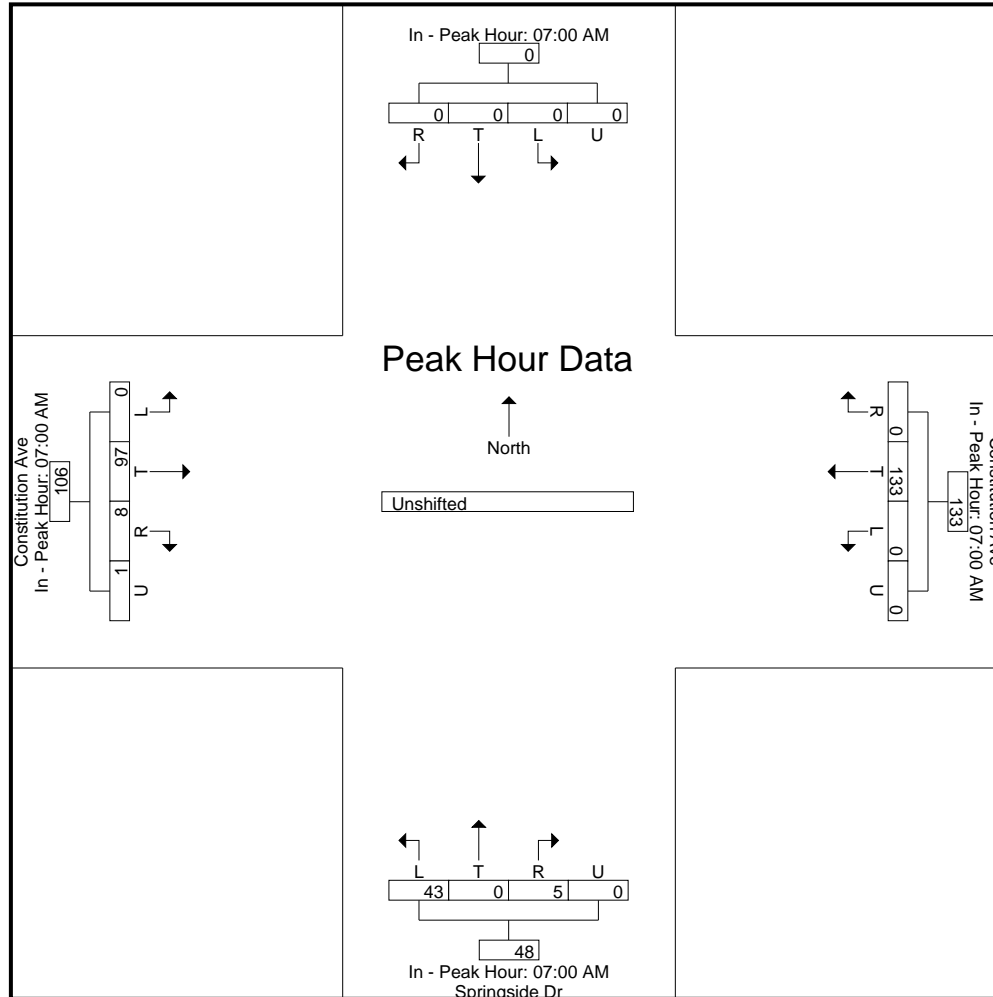 In - Peak Hour: 07:00 AM
0
0 0 0 0
R T L U
Peak Hour Data
North
Unshifted
Constitution Ave
In - Peak Hour: 07:00 AM
106
0 97 8 1
L T R U
R T L U
0 133 0 0
133
In - Peak Hour: 07:00 AM
L T R U
43 0 5 0
48
In - Peak Hour: 07:00 AM
Springside Dr